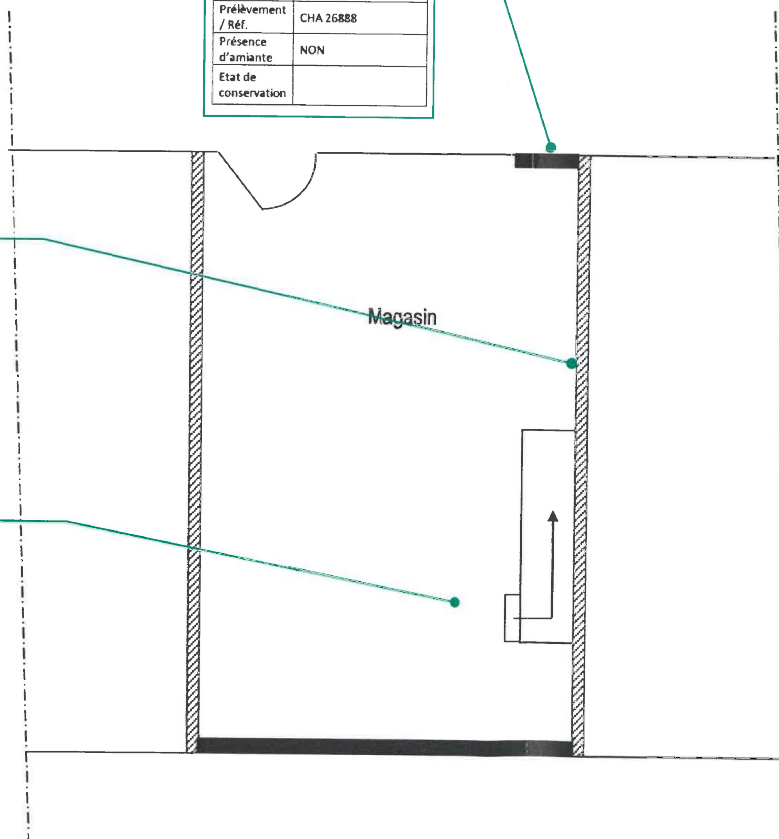 Prélèvement
/ Réf.
CHA 26888
Présence
d'amiante
NON
Etat de
conservation
Magasin